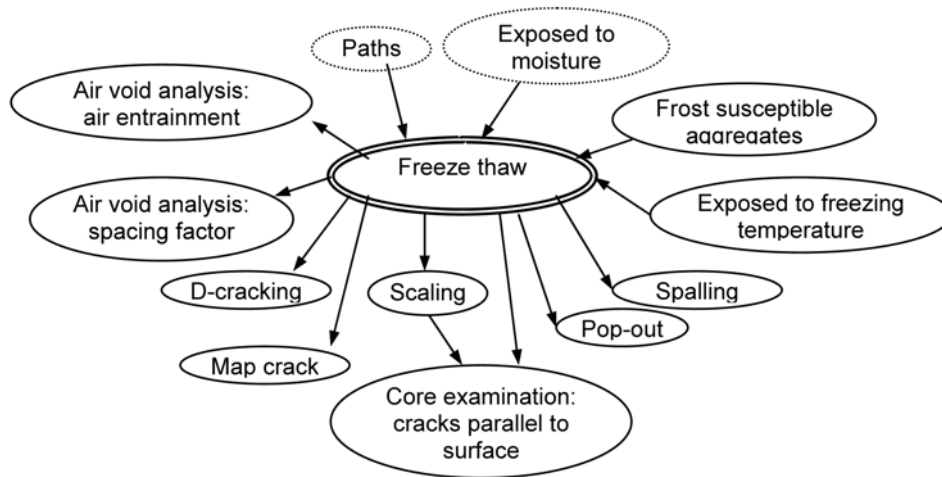 Paths
Exposed to
moisture
Air void analysis:
air entrainment
Frost susceptible
aggregates
Freeze thaw
Air void analysis:
spacing factor
Exposed to freezing
temperature
D-cracking
Scaling
Spalling
Pop-out
Map crack
Core examination:
cracks parallel to
surface